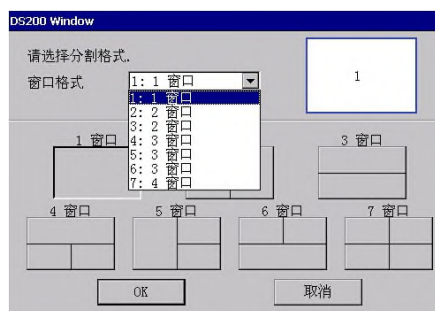 DS200 Window
请选择分割格式.
窗口格式
1: 1 窗口
1
1: 1 窗口
2: 2 窗口
3: 2 窗口
4: 3 窗口
5: 3 窗口
6: 3 窗口
7: 4 窗口
1 窗口
3 窗口
4 窗口
5 窗口
6 窗口
7 窗口
OK
取消